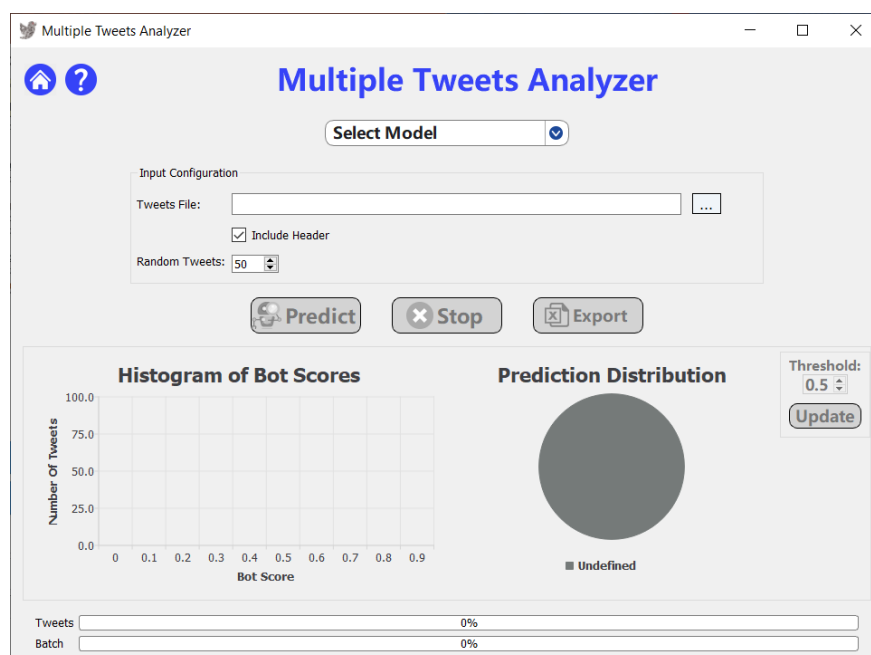 Multiple Tweets Analyzer
?
Multiple Tweets Analyzer
Select Model
Input Configuration
Tweets File:
...
Include Header
Random Tweets: 50
Predict
Stop
X
Export
Histogram of Bot Scores
Number Of Tweets
100.0
75.0
50.0
25.0
0.0
0 0.1 0.2 0.3 0.4 0.5 0.6 0.7 0.8 0.9
Bot Score
Prediction Distribution
Undefined
Threshold:
0.5
Update
Tweets 0%
Batch 0%